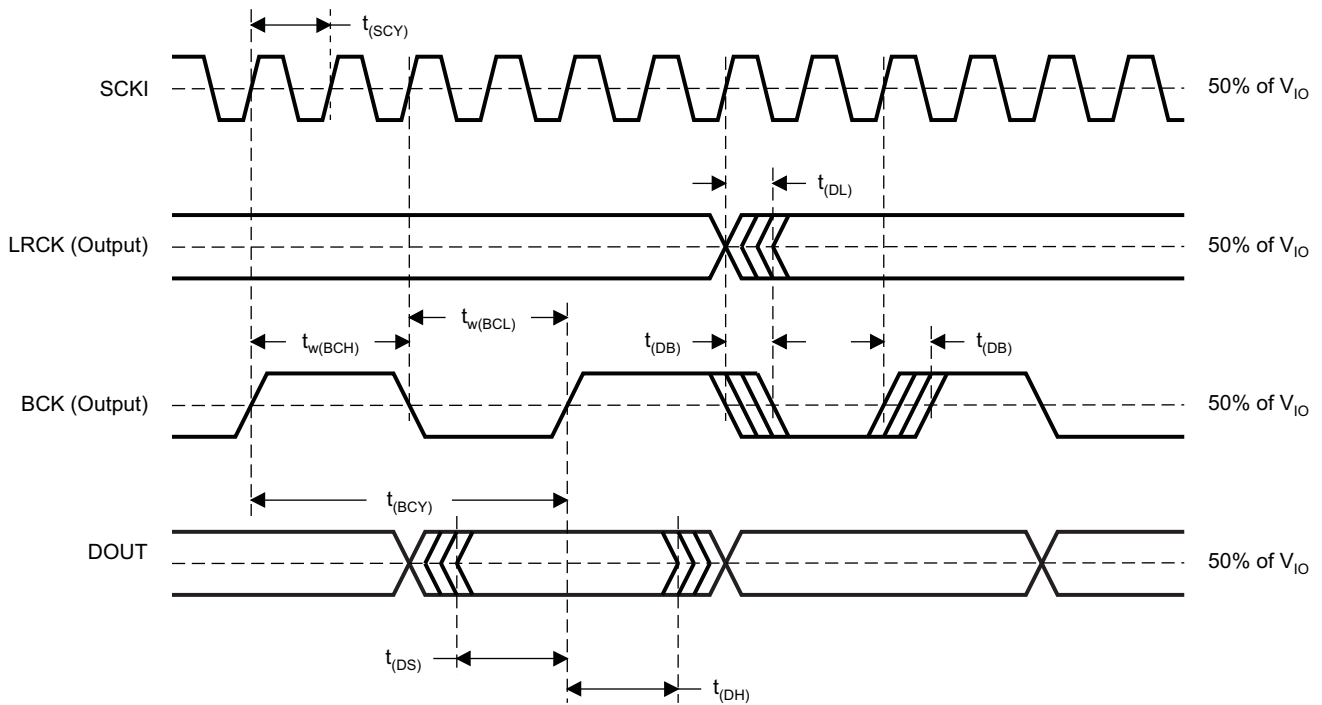 t(SCY)
SCKI
50% of VIO
t(DL)
LRCK (Output)
50% of VIO
tw(BCH)
tw(BCL)
t(DB)
t(DB)
BCK (Output)
50% of VIO
t(BCY)
DOUT
50% of VIO
t(DS)
t(DH)